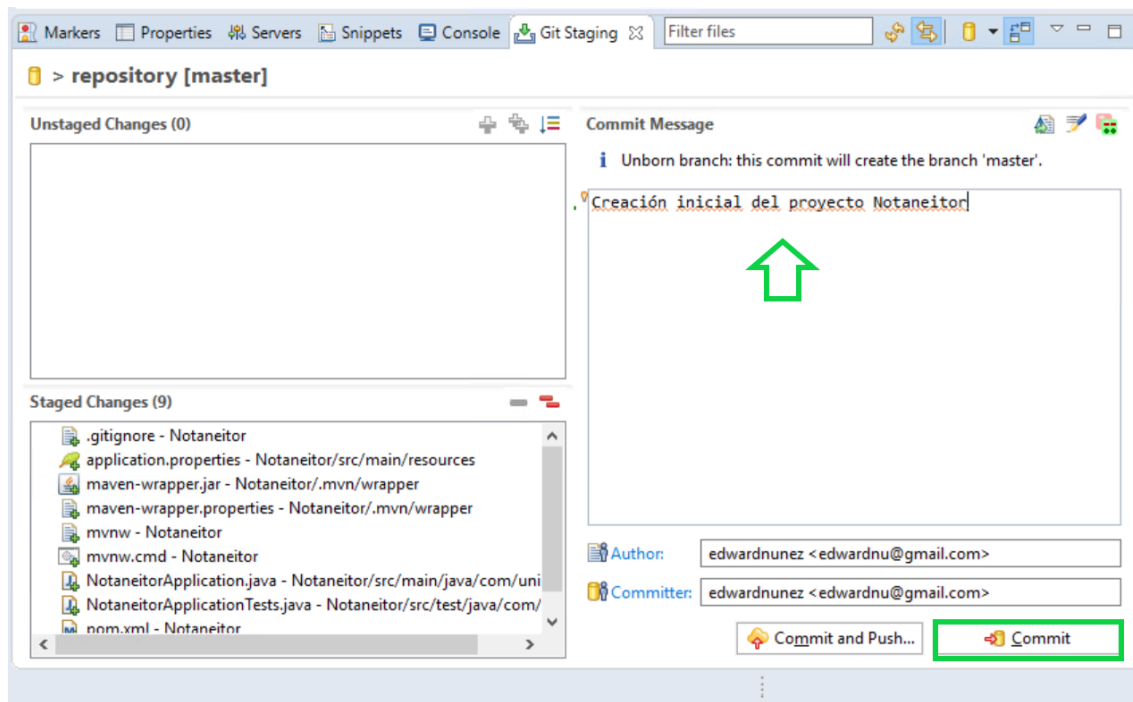 Markers Properties Servers Snippets Console Git Staging Filter files
> repository [master]
Unstaged Changes (0)
Commit Message
Unborn branch: this commit will create the branch 'master'.
Creación inicial del proyecto Notaneitor
Staged Changes (9)
.gitignore - Notaneitor
application.properties - Notaneitor/src/main/resources
maven-wrapper.jar - Notaneitor/.mvn/wrapper
maven-wrapper.properties - Notaneitor/.mvn/wrapper
mvnw - Notaneitor
mvnw.cmd - Notaneitor
NotaneitorApplication.java - Notaneitor/src/main/java/com/uni
NotaneitorApplicationTests.java - Notaneitor/src/test/java/com/
pom.xml - Notaneitor
Author: edwardnunez <edwardnu@gmail.com>
Committer: edwardnunez <edwardnu@gmail.com>
Commit and Push... Commit